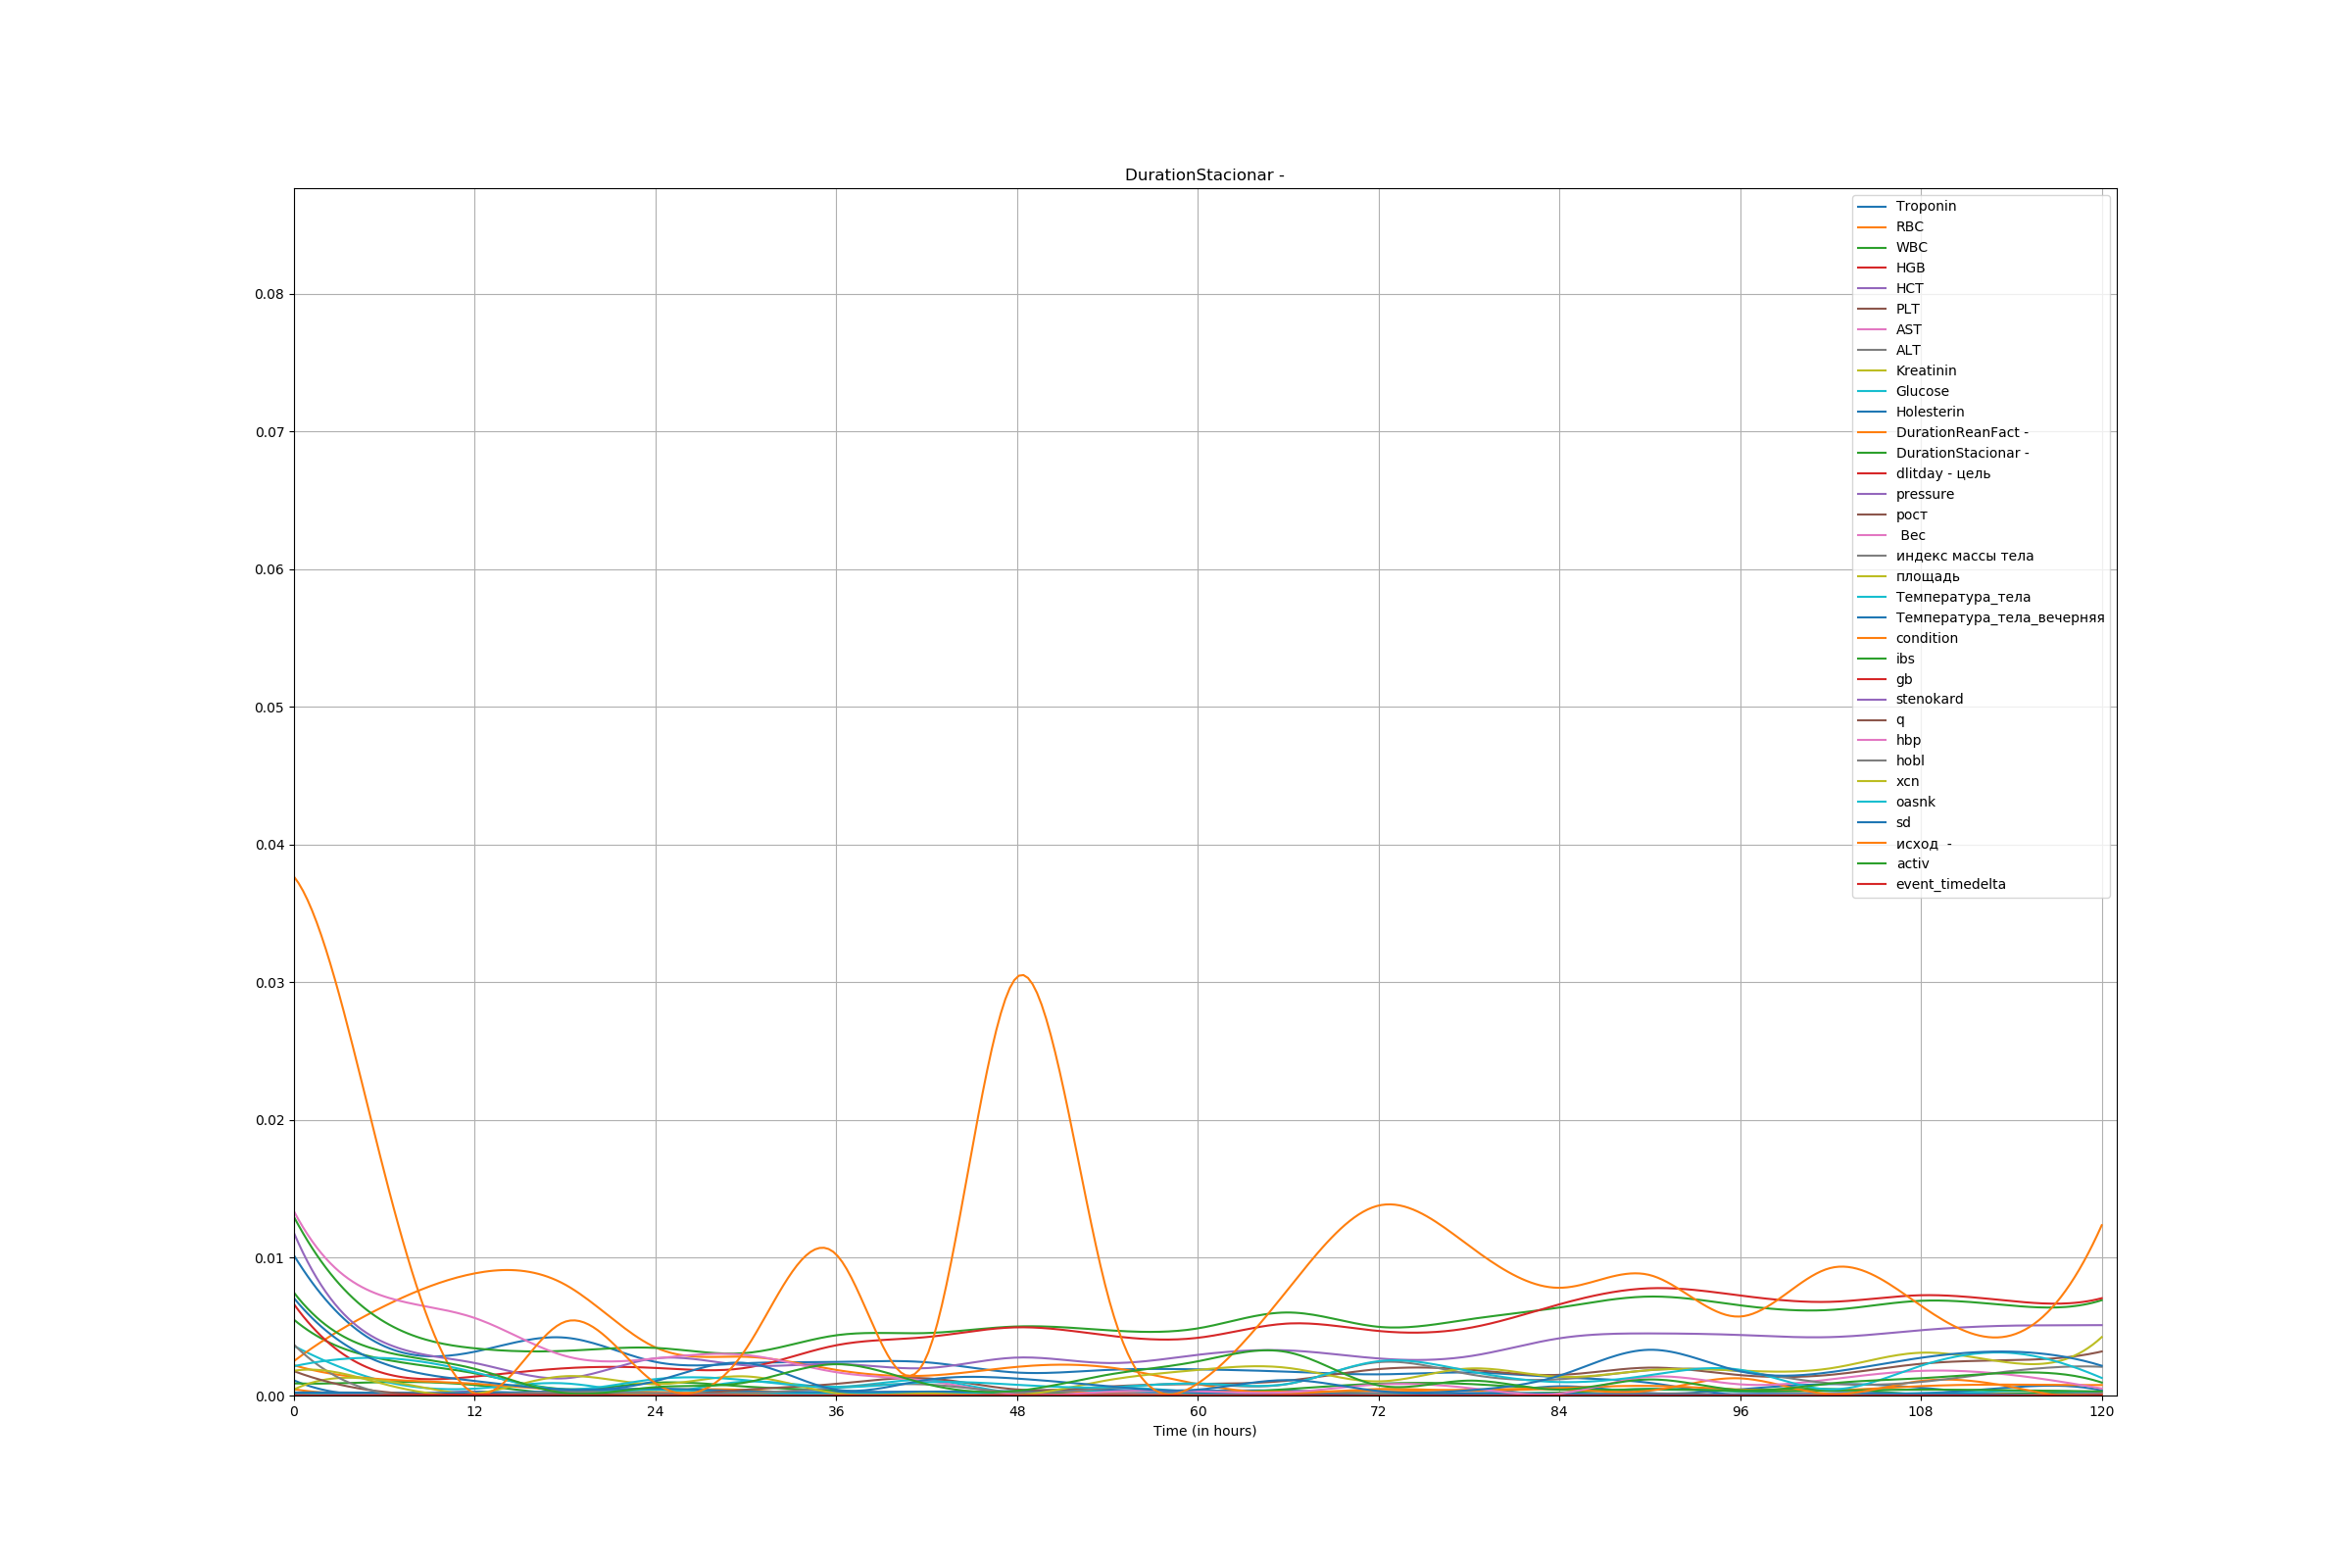 DurationStacionar -
0.08
0.07
0.06
0.05
0.04
0.03
0.02
0.01
0.00
0 12 24 36 48 60 72 84 96 108 120
Time (in hours)
Troponin
RBC
WBC
HGB
HCT
PLT
AST
ALT
Kreatinin
Glucose
Holesterin
DurationReanFact -
DurationStacionar -
dlitday - цель
pressure
рост
Вес
индекс массы тела
площадь
Температура_тела
Температура_тела_вечерняя
condition
ibs
gb
stenokard
q
hbp
hobl
xcn
oasnk
sd
исход -
activ
event_timedelta